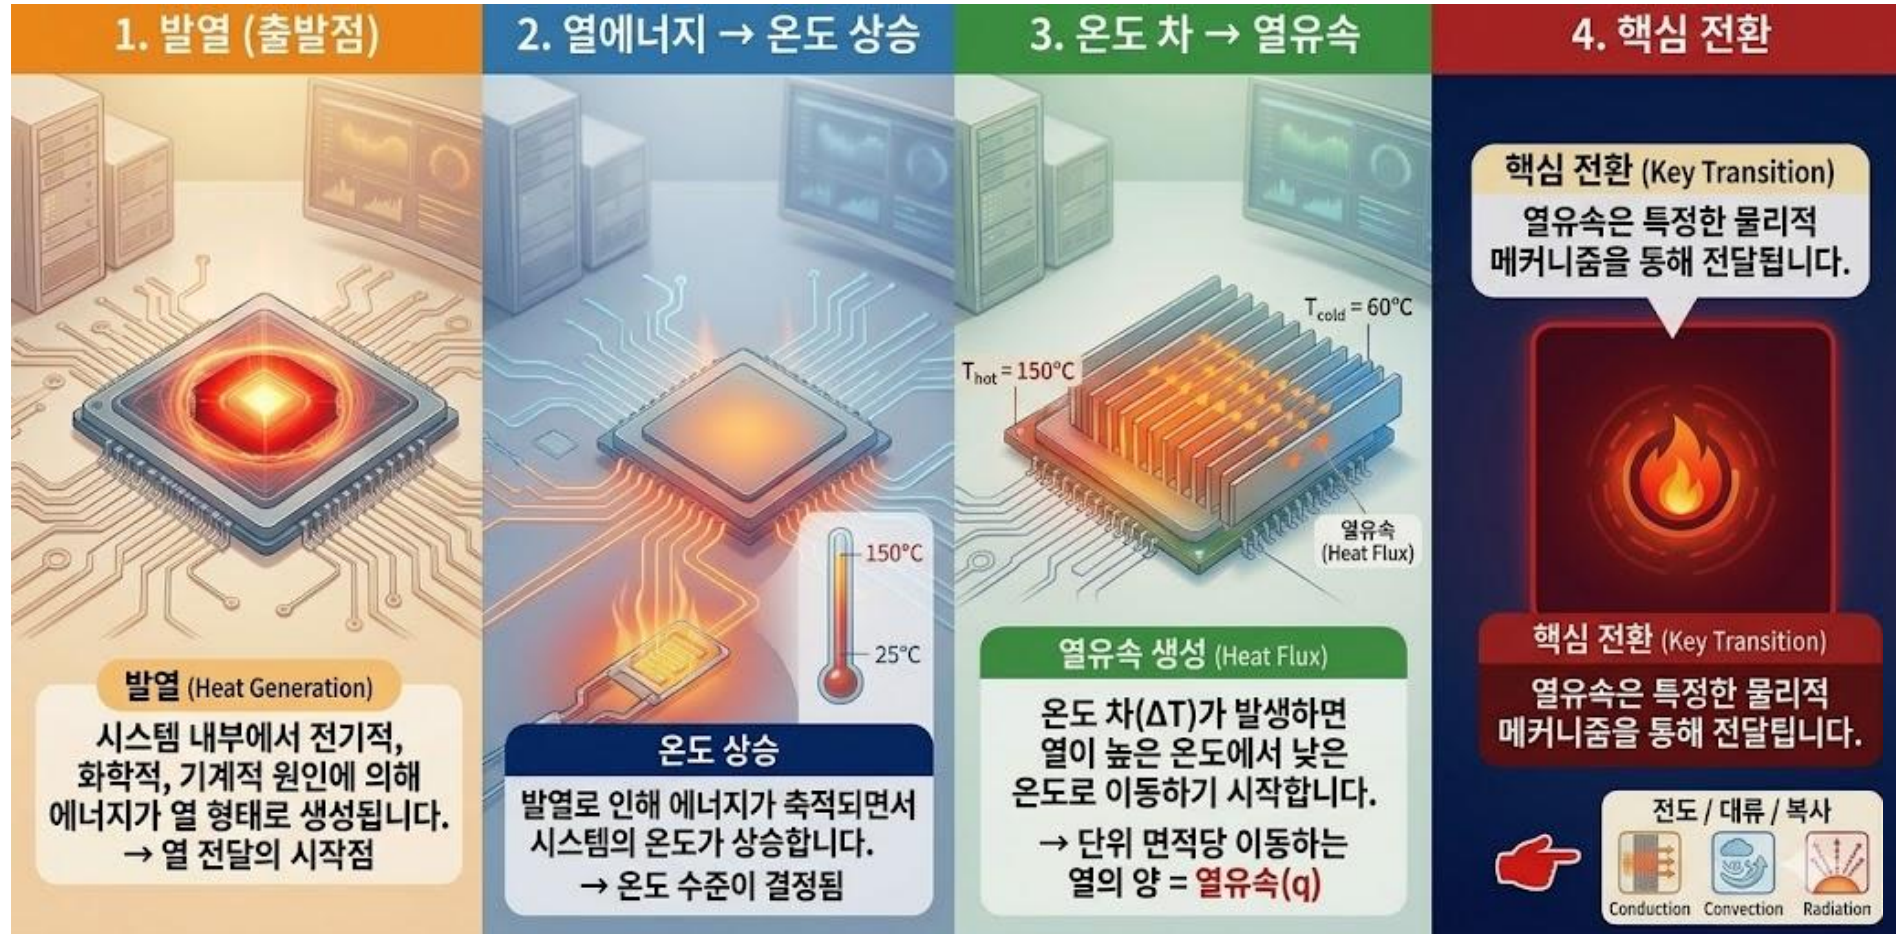 1. 발열 (출발점)
발열 (Heat Generation)
시스템 내부에서 전기적,
화학적, 기계적 원인에 의해
에너지가 열 형태로 생성됩니다.
→ 열 전달의 시작점
2. 열에너지 → 온도 상승
150°C
25°C
온도 상승
발열로 인해 에너지가 축적되면서
시스템의 온도가 상승합니다.
→ 온도 수준이 결정됨
3. 온도 차 → 열유속
Tcold = 60°C
Thot = 150°C
열유속
(Heat Flux)
열유속 생성 (Heat Flux)
온도 차(ΔT)가 발생하면
열이 높은 온도에서 낮은
온도로 이동하기 시작합니다.
→ 단위 면적당 이동하는
열의 양 = 열유속(q)
4. 핵심 전환
핵심 전환 (Key Transition)
열유속은 특정한 물리적
메커니줌을 통해 전달됩니다.
핵심 전환 (Key Transition)
열유속은 특정한 물리적
메커니줌을 통해 전달팁니다.
전도 / 대류 / 복사
Conduction Convection Radiation